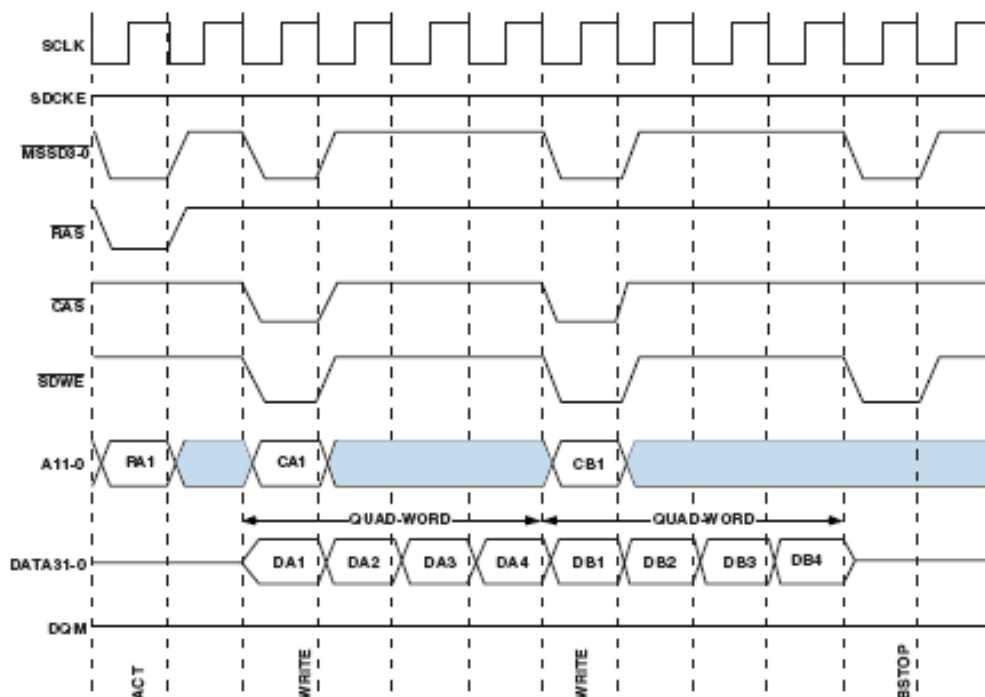 SCLK
SDCKE
MSSD3-0
RAS
CAS
SDWE
A11-0 RA1 CA1 CB1
QUAD-WORD QUAD-WORD
DATA31-0 DA1 DA2 DA3 DA4 DB1 DB2 DB3 DB4
DQM
ACT WRITE WRITE BSTOP